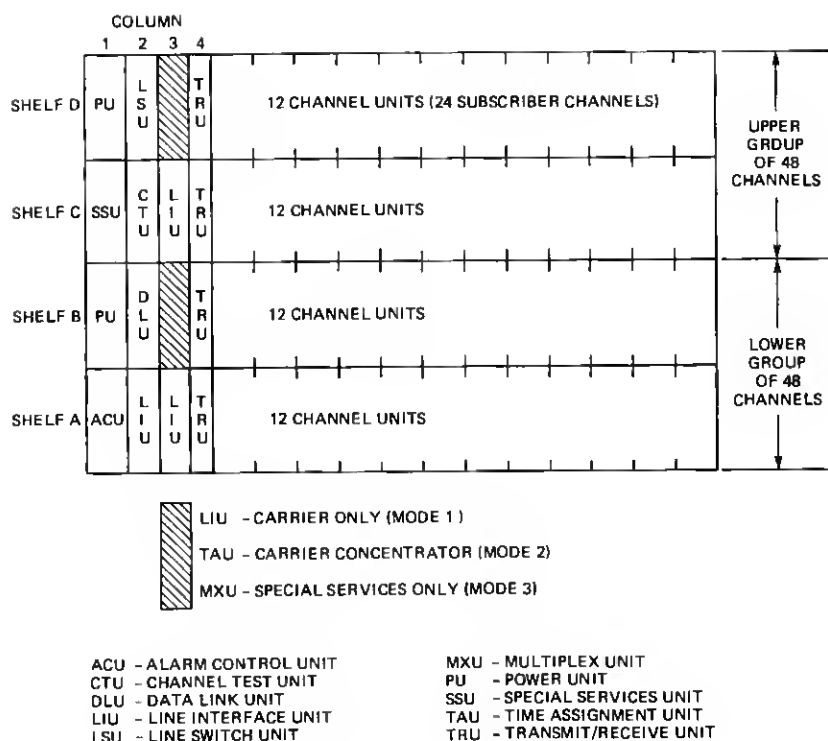 COLUMN
1 2 3 4
SHELF D PU LSU TRU 12 CHANNEL UNITS (24 SUBSCRIBER CHANNELS)
UPPER
GRDUP
OF 48
CHANNELS
SHELF C SSU CTU LIU TRU 12 CHANNEL UNITS
SHELF B PU DLU TRU 12 CHANNEL UNITS
LOWER
GROUP
OF 48
CHANNELS
SHELF A ACU LIU LIU TRU 12 CHANNEL UNITS
LIU - CARRIER ONLY (MODE 1)
TAU - CARRIER CONCENTRATOR (MODE 2)
MXU - SPECIAL SERVICES ONLY (MODE 3)
ACU - ALARM CONTROL UNIT
CTU - CHANNEL TEST UNIT
DLU - DATA LINK UNIT
LIU - LINE INTERFACE UNIT
LSU - LINE SWITCH UNIT
MXU - MULTIPLEX UNIT
PU - POWER UNIT
SSU - SPECIAL SERVICES UNIT
TAU - TIME ASSIGNMENT UNIT
TRU - TRANSMIT/RECEIVE UNIT